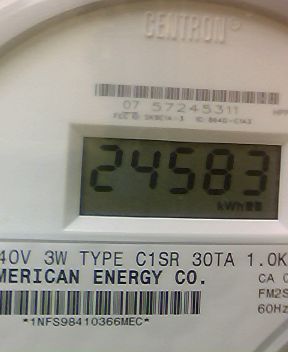 CENTRON®
07 57245311
24583
kWh
40V 3W TYPE C1SR 30TA 1.0K
MERICAN ENERGY CO.
CA
FM2S
60Hz
*1NFS98410366MEC*